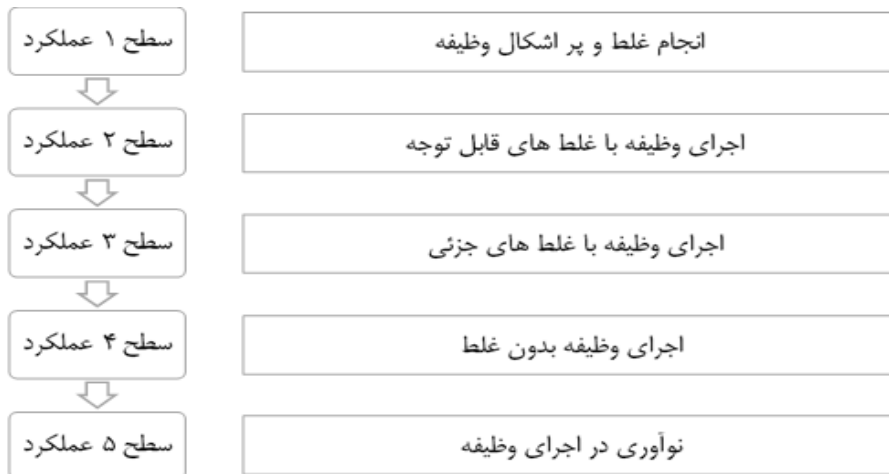 سطح ۱ عملکرد
انجام غلط و پر اشکال وظیفه
سطح ۲ عملکرد
اجرای وظیفه با غلط های قابل توجه
سطح ۳ عملکرد
اجرای وظیفه با غلط های جزئی
سطح ۴ عملکرد
اجرای وظیفه بدون غلط
سطح ۵ عملکرد
نوآوری در اجرای وظیفه